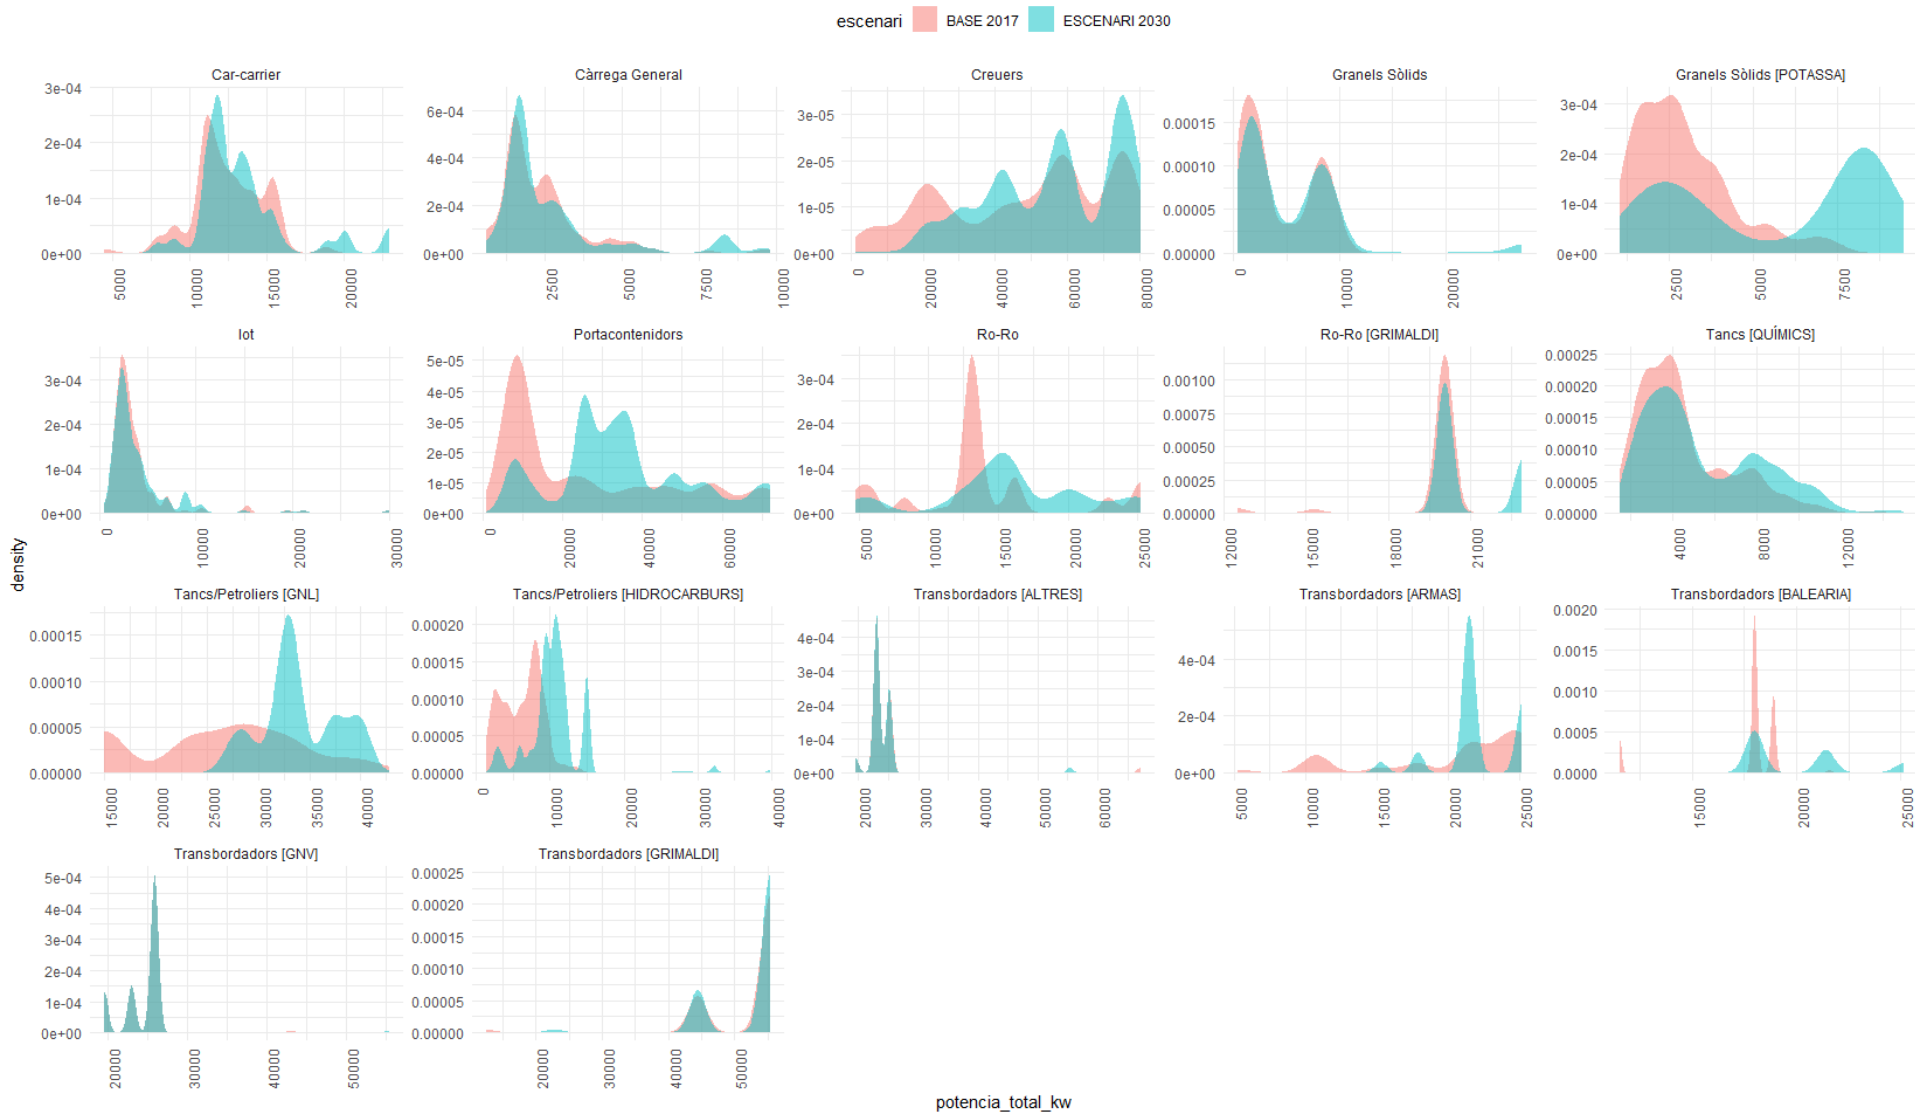 escenari BASE 2017 ESCENARI 2030
Car-carrier
3e-04
2e-04
1e-04
0e+00
5000 10000 15000 20000
Càrrega General
6e-04
4e-04
2e-04
0e+00
2500 5000 7500 10000
Creuers
3e-05
2e-05
1e-05
0e+00
0 20000 40000 60000 80000
Granels Sòlids
0.00015
0.00010
0.00005
0.00000
0 10000 20000
Granels Sòlids [POTASSA]
3e-04
2e-04
1e-04
0e+00
2500 5000 7500
Iot
3e-04
2e-04
1e-04
0e+00
0 10000 20000 30000
Portacontenidors
5e-05
4e-05
3e-05
2e-05
1e-05
0e+00
0 20000 40000 60000
Ro-Ro
3e-04
2e-04
1e-04
0e+00
5000 10000 15000 20000 25000
Ro-Ro [GRIMALDI]
0.00100
0.00075
0.00050
0.00025
0.00000
12000 15000 18000 21000
Tancs [QUÍMICS]
0.00025
0.00020
0.00015
0.00010
0.00005
0.00000
4000 8000 12000
density
Tancs/Petroliers [GNL]
0.00015
0.00010
0.00005
0.00000
15000 20000 25000 30000 35000 40000
Tancs/Petroliers [HIDROCARBURS]
0.00020
0.00015
0.00010
0.00005
0.00000
0 10000 20000 30000 40000
Transbordadors [ALTRES]
4e-04
3e-04
2e-04
1e-04
0e+00
20000 30000 40000 50000 60000
Transbordadors [ARMAS]
4e-04
2e-04
0e+00
5000 10000 15000 20000 25000
Transbordadors [BALEARIA]
0.0020
0.0015
0.0010
0.0005
0.0000
15000 20000 25000
Transbordadors [GNV]
5e-04
4e-04
3e-04
2e-04
1e-04
0e+00
20000 30000 40000 50000
Transbordadors [GRIMALDI]
0.00025
0.00020
0.00015
0.00010
0.00005
0.00000
20000 30000 40000 50000
potencia_total_kw